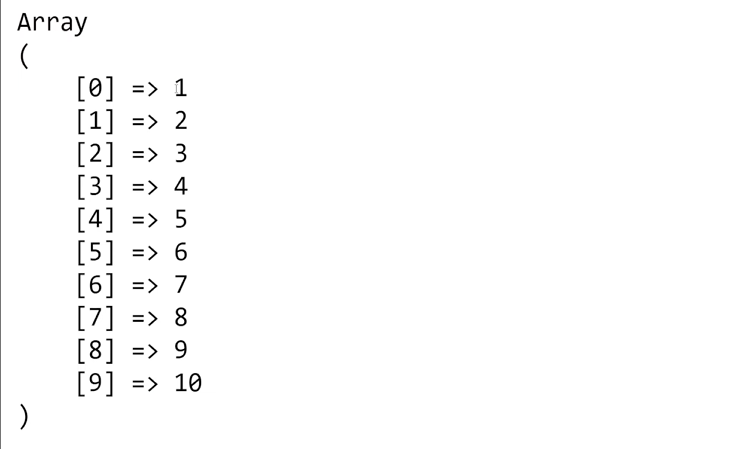 Array
(
    [0] => 1
    [1] => 2
    [2] => 3
    [3] => 4
    [4] => 5
    [5] => 6
    [6] => 7
    [7] => 8
    [8] => 9
    [9] => 10
)